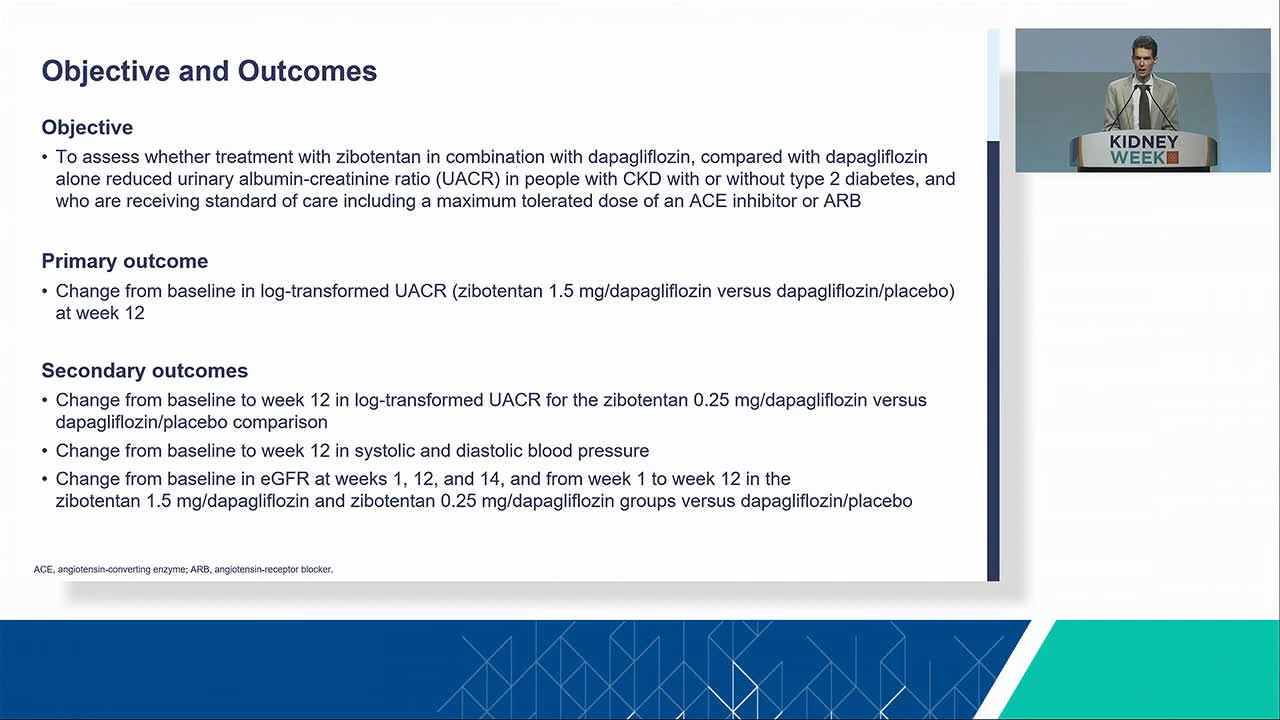 Objective and Outcomes
Objective
• To assess whether treatment with zibotentan in combination with dapagliflozin, compared with dapagliflozin
alone reduced urinary albumin-creatinine ratio (UACR) in people with CKD with or without type 2 diabetes, and
who are receiving standard of care including a maximum tolerated dose of an ACE inhibitor or ARB
Primary outcome
• Change from baseline in log-transformed UACR (zibotentan 1.5 mg/dapagliflozin versus dapagliflozin/placebo)
at week 12
Secondary outcomes
• Change from baseline to week 12 in log-transformed UACR for the zibotentan 0.25 mg/dapagliflozin versus
dapagliflozin/placebo comparison
• Change from baseline to week 12 in systolic and diastolic blood pressure
• Change from baseline in eGFR at weeks 1, 12, and 14, and from week 1 to week 12 in the
zibotentan 1.5 mg/dapagliflozin and zibotentan 0.25 mg/dapagliflozin groups versus dapagliflozin/placebo
ACE, angiotensin-converting enzyme; ARB, angiotensin-receptor blocker.
KIDNEY
WEEK